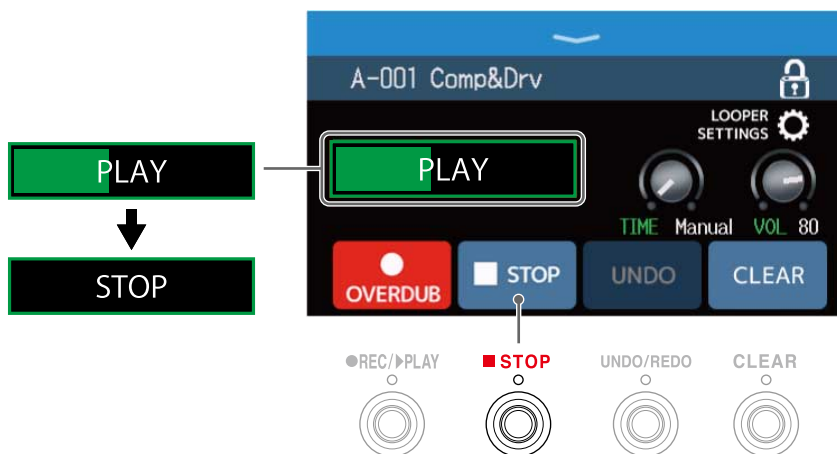 A-001 Comp&Drv
LOOPER
SETTINGS
PLAY
PLAY
TIME Manual VOL 80
STOP
OVERDUB
STOP
UNDO
CLEAR
●REC/▶PLAY
■STOP
UNDO/REDO
CLEAR